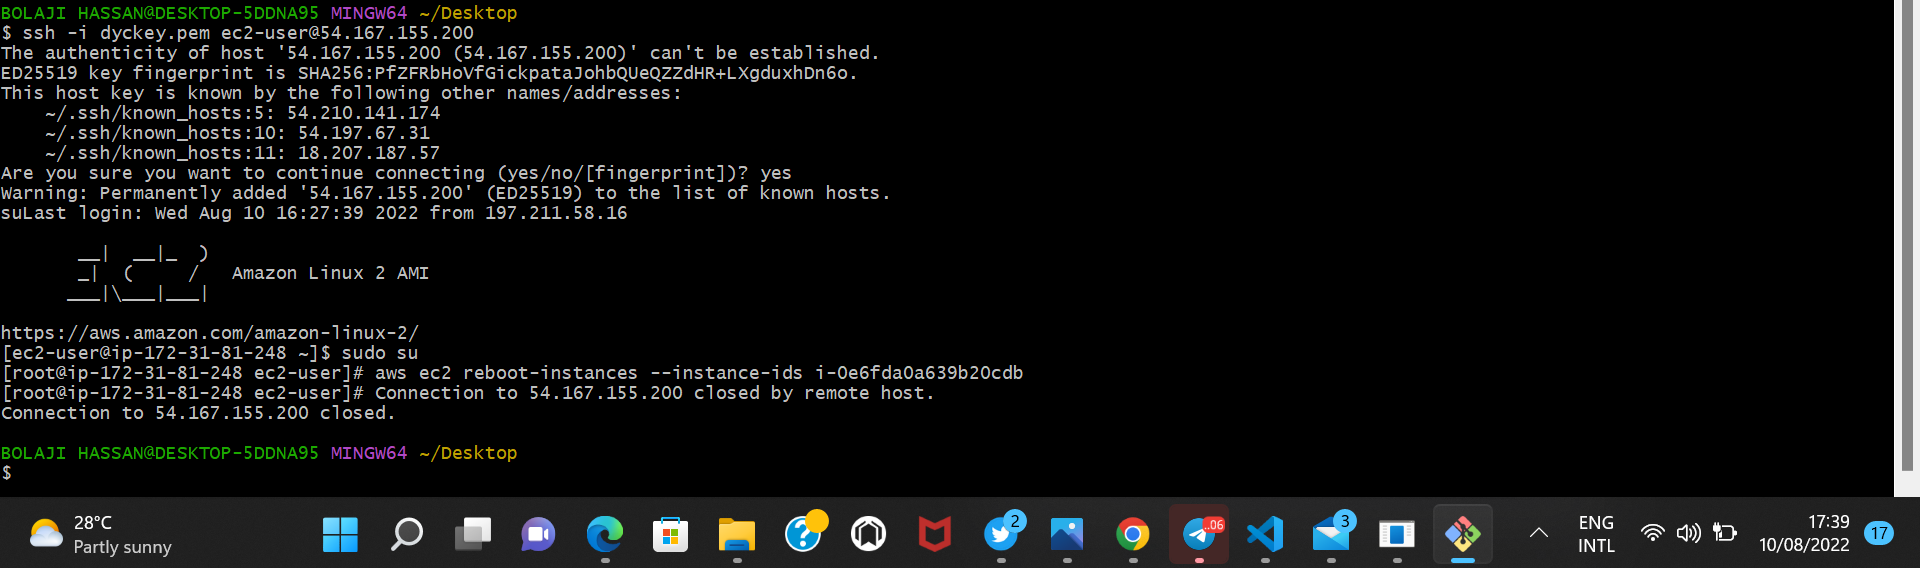 BOLAJI HASSAN@DESKTOP-5DDNA95 MINGW64 ~/Desktop
$ ssh -i dyckey.pem ec2-user@54.167.155.200
The authenticity of host '54.167.155.200 (54.167.155.200)' can't be established.
ED25519 key fingerprint is SHA256:PfZFRbHoVfGickpataJohbQUeQZZdHR+LXgduxhDn6o.
This host key is known by the following other names/addresses:
    ~/.ssh/known_hosts:5: 54.210.141.174
    ~/.ssh/known_hosts:10: 54.197.67.31
    ~/.ssh/known_hosts:11: 18.207.187.57
Are you sure you want to continue connecting (yes/no/[fingerprint])? yes
Warning: Permanently added '54.167.155.200' (ED25519) to the list of known hosts.
suLast login: Wed Aug 10 16:27:39 2022 from 197.211.58.16
       __|  __|_  )
       _|  (     /   Amazon Linux 2 AMI
      ___|\___|___|
https://aws.amazon.com/amazon-linux-2/
[ec2-user@ip-172-31-81-248 ~]$ sudo su
[root@ip-172-31-81-248 ec2-user]# aws ec2 reboot-instances --instance-ids i-0e6fda0a639b20cdb
[root@ip-172-31-81-248 ec2-user]# Connection to 54.167.155.200 closed by remote host.
Connection to 54.167.155.200 closed.
BOLAJI HASSAN@DESKTOP-5DDNA95 MINGW64 ~/Desktop
$
28°C
Partly sunny
2
..06
3
ENG
INTL
17:39
10/08/2022
17